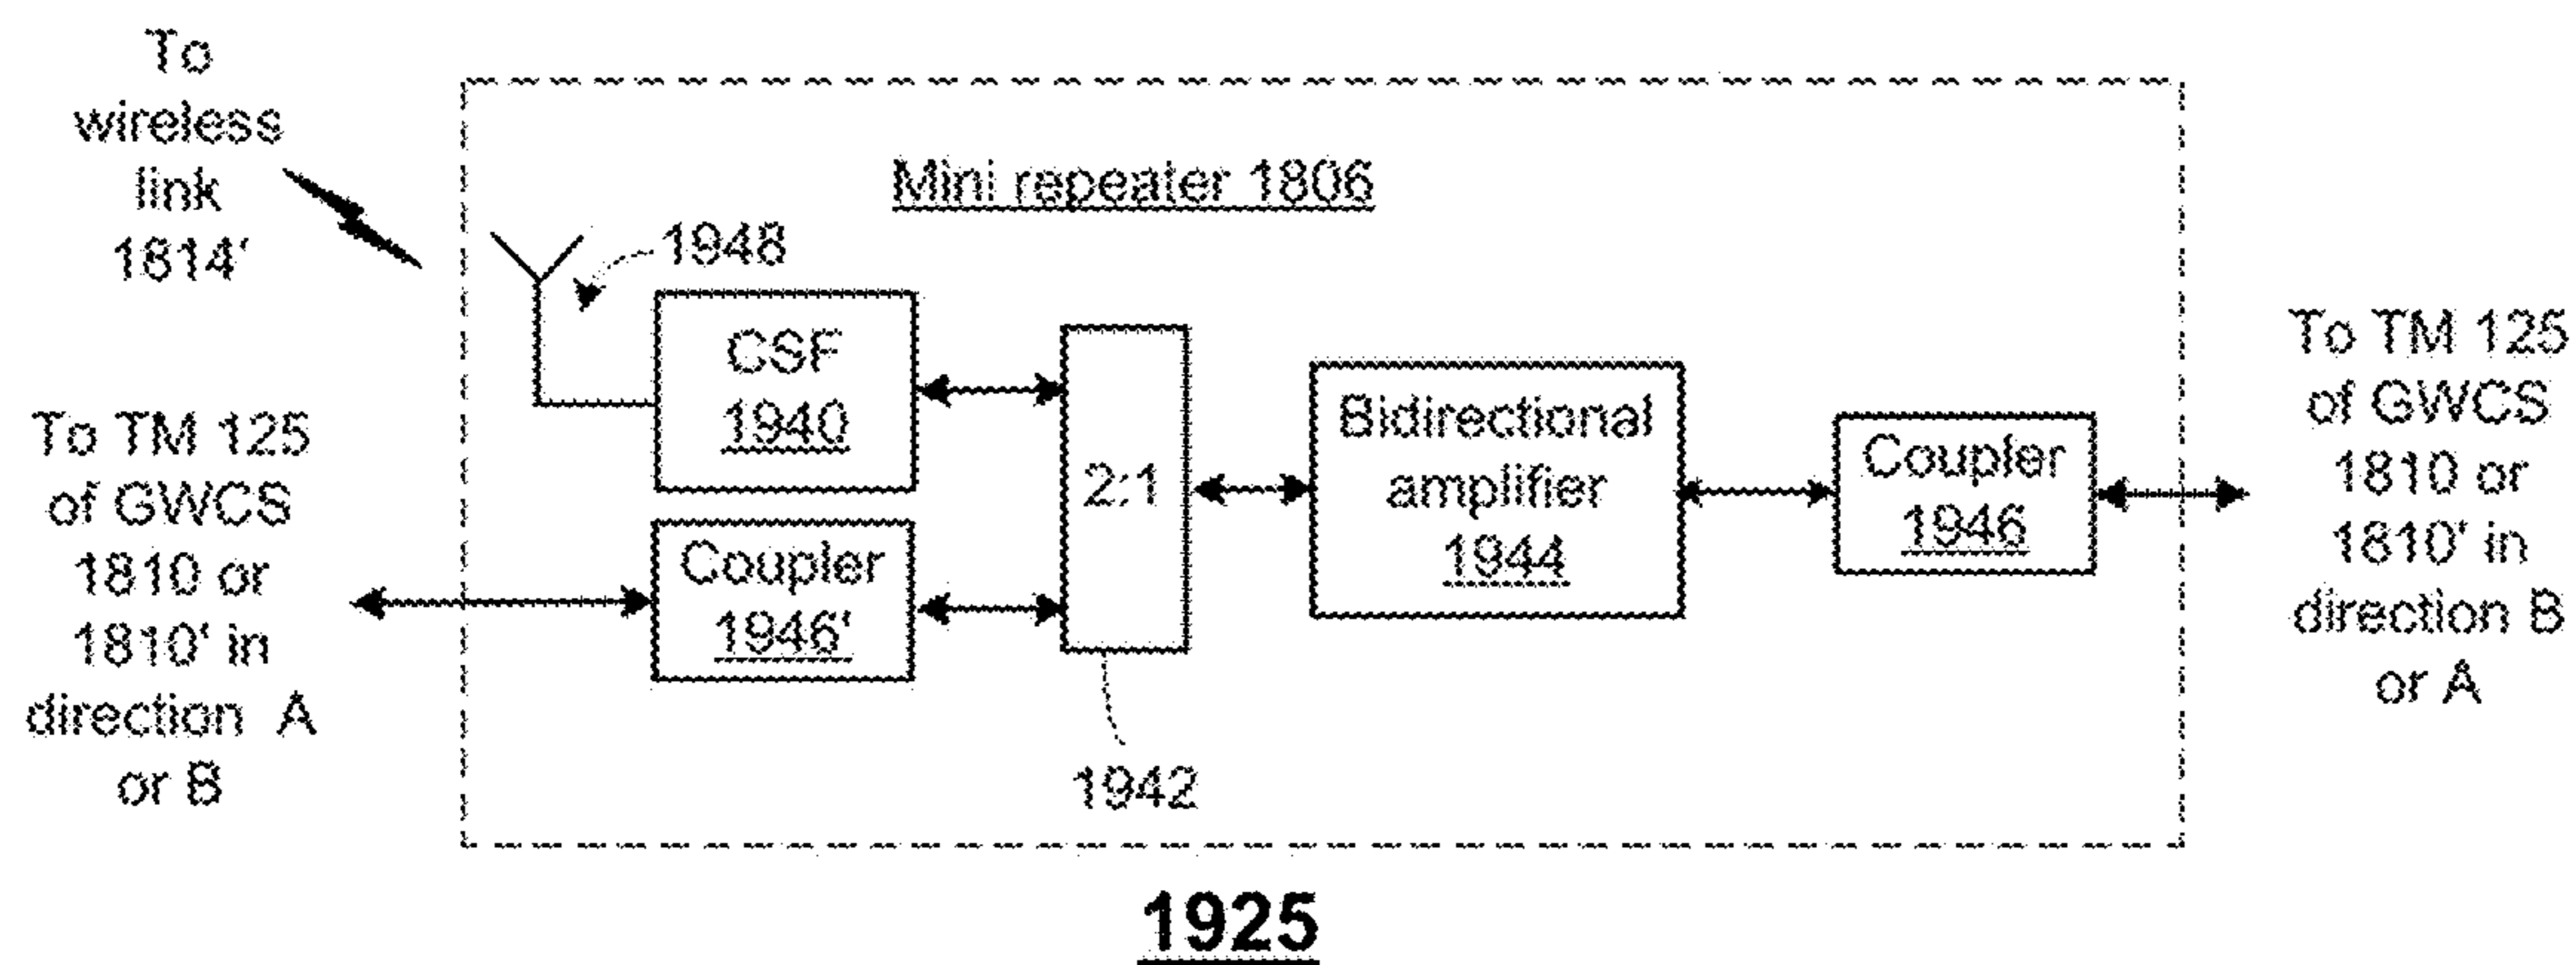 To
wireless
link
1814'
Mini repeater 1806
1948
CSF
1940
To TM 125
of GWCS
1810 or
1810' in
direction A
or B
Coupler
1946'
2:1
1942
Bidirectional
amplifier
1944
Coupler
1946
To TM 125
of GWCS
1810 or
1810' in
direction B
or A
1925